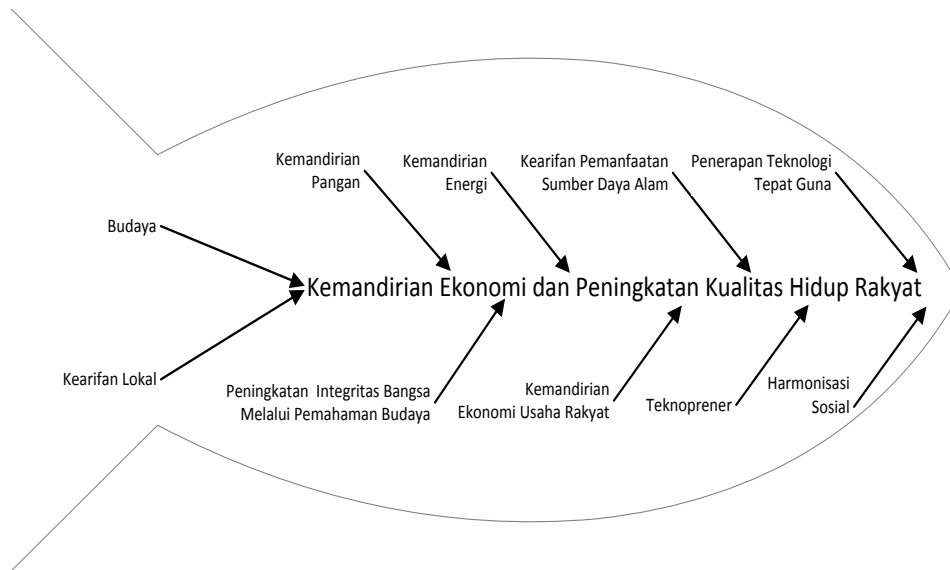 Kemandirian
Pangan
Kemandirian
Energi
Kearifan Pemanfaatan
Sumber Daya Alam
Penerapan Teknologi
Tepat Guna
Budaya
Kemandirian Ekonomi dan Peningkatan Kualitas Hidup Rakyat
Kearifan Lokal
Peningkatan Integritas Bangsa
Melalui Pemahaman Budaya
Kemandirian
Ekonomi Usaha Rakyat
Teknoprener
Harmonisasi
Sosial